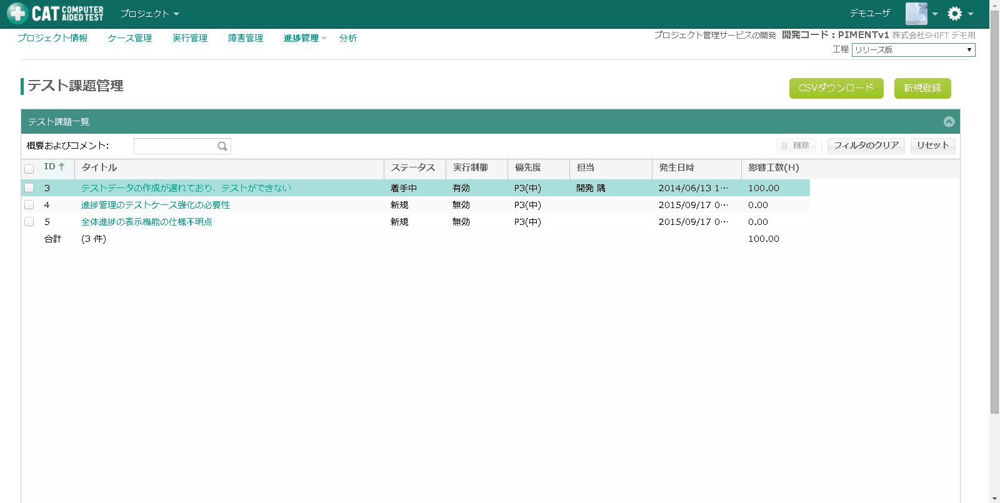 CAT COMPUTER AIDED TEST プロジェクト デモユーザ
プロジェクト情報 ケース管理 実行管理 障害管理 進捗管理 分析
プロジェクト管理サービスの開発 開発コード：PIMENTv1 株式会社SHIFT デモ用
工程 リリース版
テスト課題管理 CSVダウンロード 新規登録
テスト課題一覧
概要およびコメント: 削除 フィルタのクリア リセット
ID タイトル ステータス 実行制御 優先度 担当 発生日時 影響工数(H)
3 テストデータの作成が遅れており、テストができない 着手中 有効 P3(中) 開発 隅 2014/06/13 1… 100.00
4 進捗管理のテストケース強化の必要性 新規 無効 P3(中) 2015/09/17 0… 0.00
5 全体進捗の表示機能の仕様不明点 新規 無効 P3(中) 2015/09/17 0… 0.00
合計 (3 件) 100.00